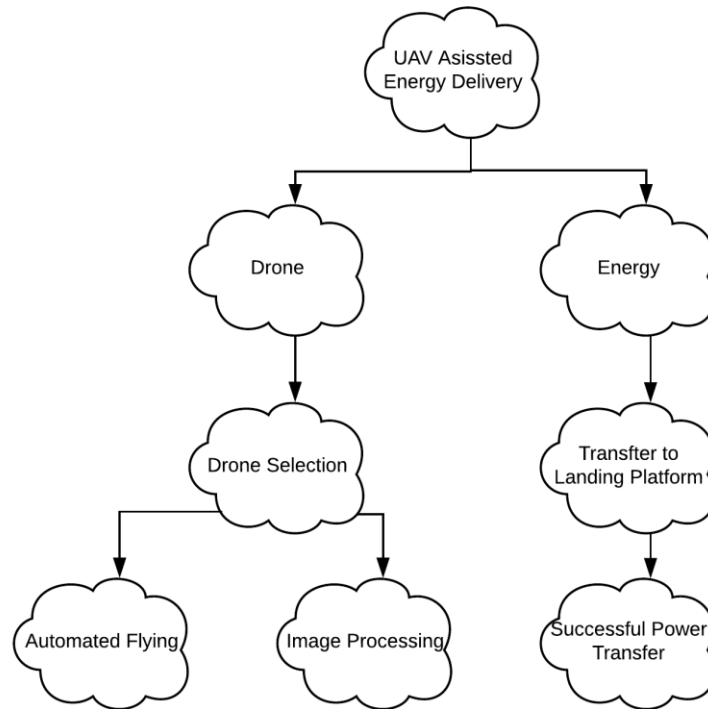 UAV Asissted
Energy Delivery
Drone
Energy
Drone Selection
Transfter to
Landing Platform
Automated Flying
Image Processing
Successful Power
Transfer